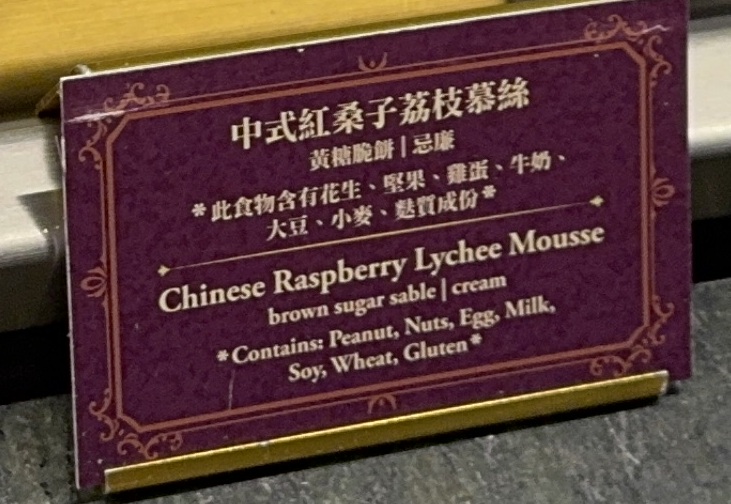 中式紅桑子荔枝慕絲
黃糖脆餅 | 忌廉
*此食物含有花生、堅果、雞蛋、牛奶、
大豆、小麥、麩質成份*
Chinese Raspberry Lychee Mousse
brown sugar sable | cream
*Contains: Peanut, Nuts, Egg, Milk,
Soy, Wheat, Gluten*